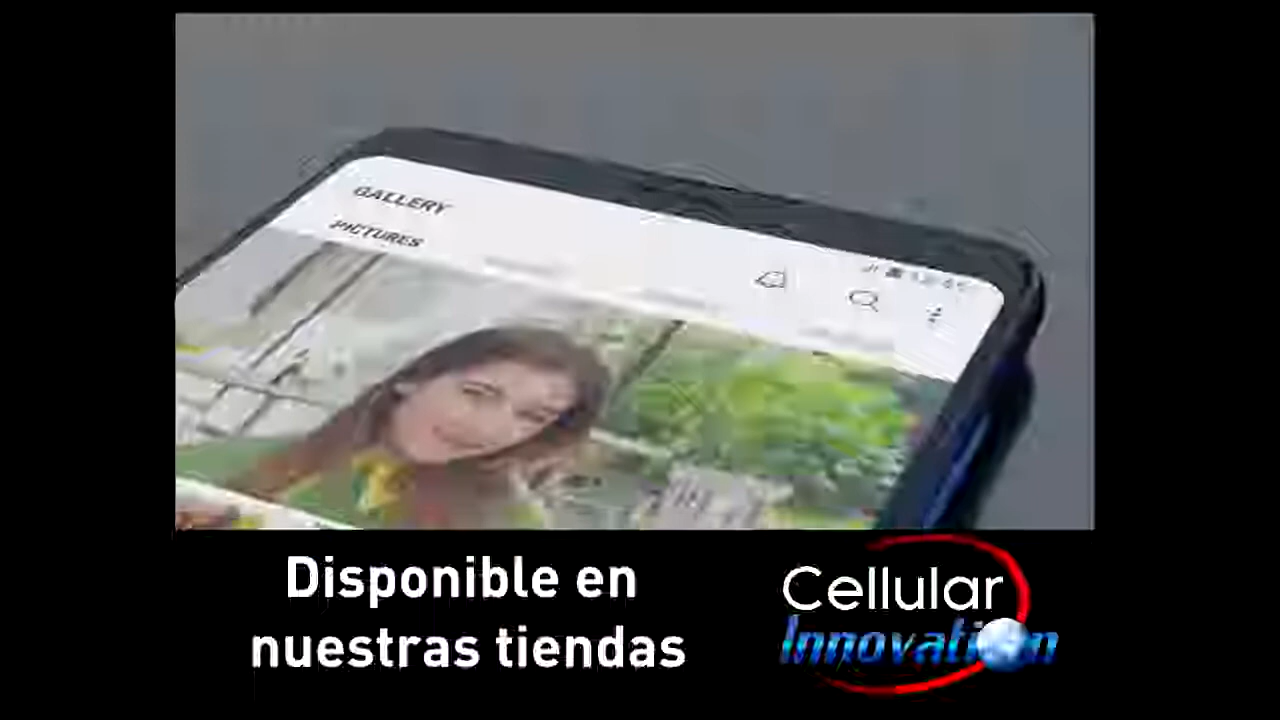 GALLERY
PICTURES
Disponible en
nuestras tiendas
Cellular
Innovation